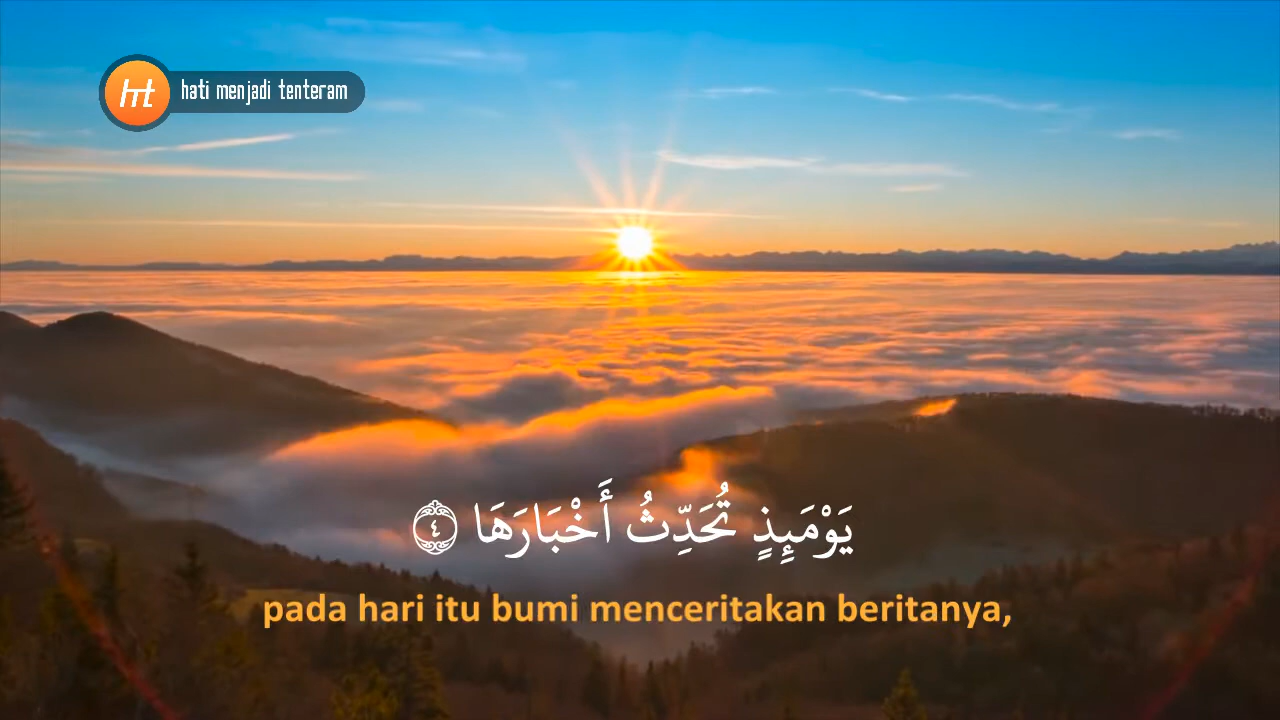 ht
hati menjadi tenteram
يَوْمَئِذٍ تُحَدِّثُ أَخْبَارَهَا ٤
pada hari itu bumi menceritakan beritanya,